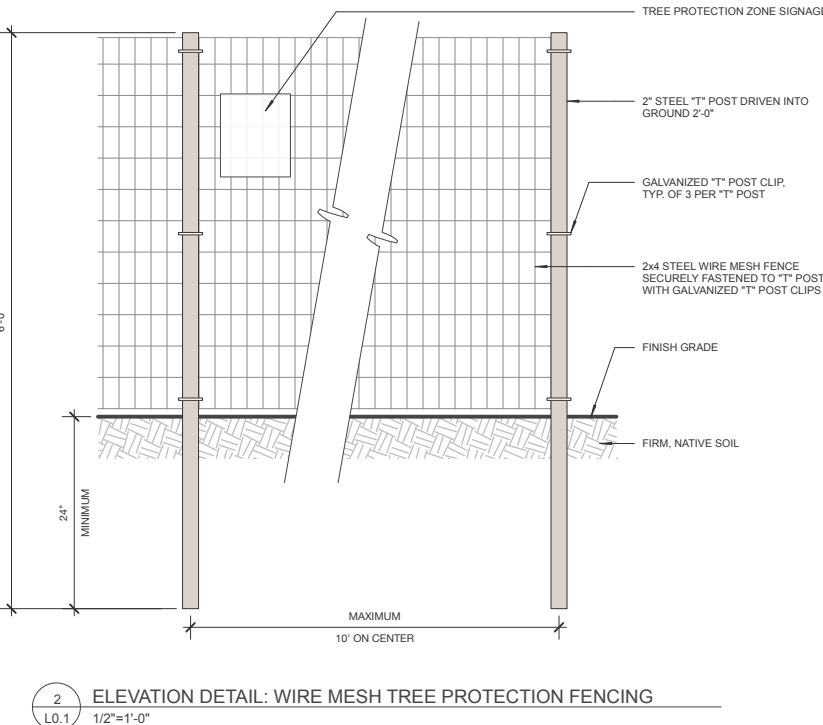 TREE PROTECTION ZONE SIGNAGE
2" STEEL "T" POST DRIVEN INTO
GROUND 2'-0"
GALVANIZED "T" POST CLIP,
TYP. OF 3 PER "T" POST
2x4 STEEL WIRE MESH FENCE
SECURELY FASTENED TO "T" POST
WITH GALVANIZED "T" POST CLIPS
FINISH GRADE
FIRM, NATIVE SOIL
24"
MINIMUM
MAXIMUM
10' ON CENTER
2
L0.1
ELEVATION DETAIL: WIRE MESH TREE PROTECTION FENCING
1/2"=1'-0"